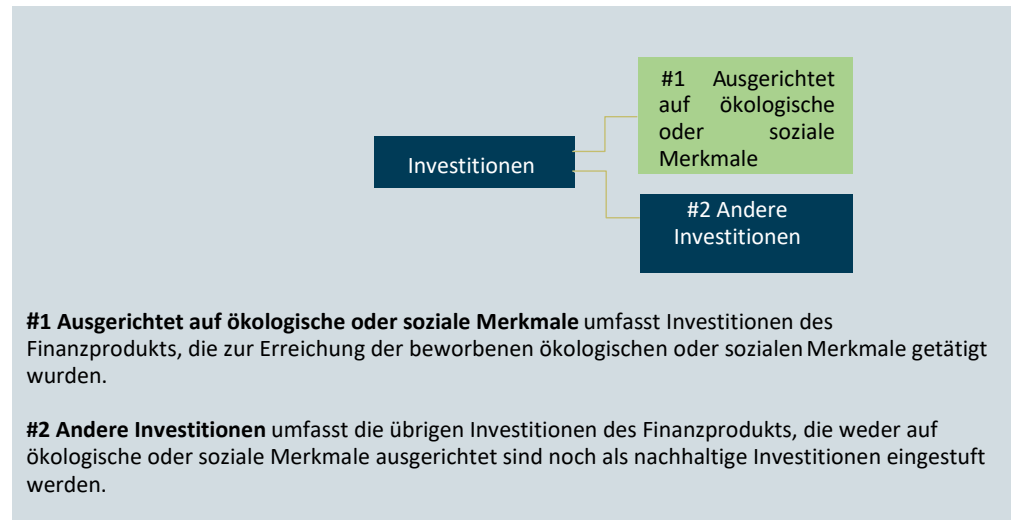 #1 Ausgerichtet
auf ökologische
oder soziale
Merkmale
Investitionen
#2 Andere
Investitionen
#1 Ausgerichtet auf ökologische oder soziale Merkmale umfasst Investitionen des
Finanzprodukts, die zur Erreichung der beworbenen ökologischen oder sozialen Merkmale getätigt
wurden.
#2 Andere Investitionen umfasst die übrigen Investitionen des Finanzprodukts, die weder auf
ökologische oder soziale Merkmale ausgerichtet sind noch als nachhaltige Investitionen eingestuft
werden.